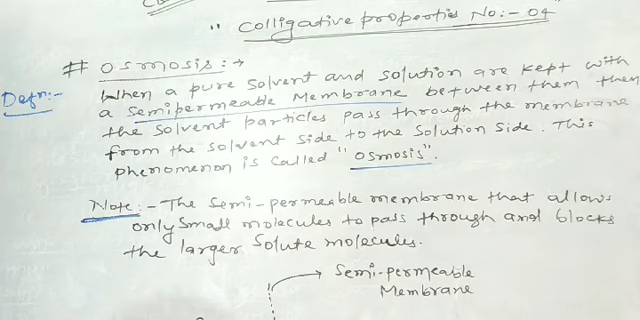 " Colligative properties No:- 04
# Osmosis :→
Defn:- When a pure solvent and solution are kept with
a semipermeable Membrane between them then
the solvent particles pass through the membrane
from the solvent side to the solution side. This
phenomenon is called "Osmosis".
Note:- The Semi-permeable membrane that allows
only small molecules to pass through and blocks
the larger solute molecules.
→ Semi-permeable
Membrane